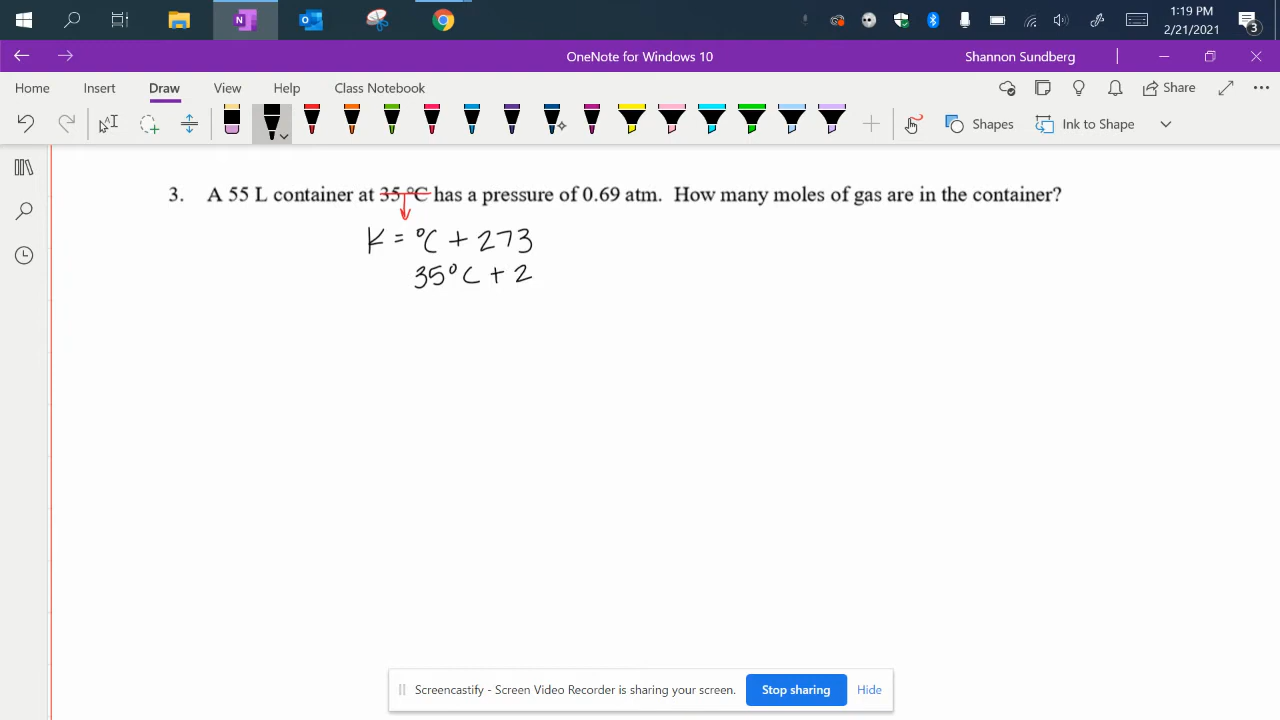 1:19 PM
2/21/2021
3
OneNote for Windows 10
Shannon Sundberg
Home Insert Draw View Help Class Notebook
Share
Shapes
Ink to Shape
3. A 55 L container at 35 °C has a pressure of 0.69 atm. How many moles of gas are in the container?
K = °C + 273
35°C + 2
Screencastify - Screen Video Recorder is sharing your screen.
Stop sharing
Hide